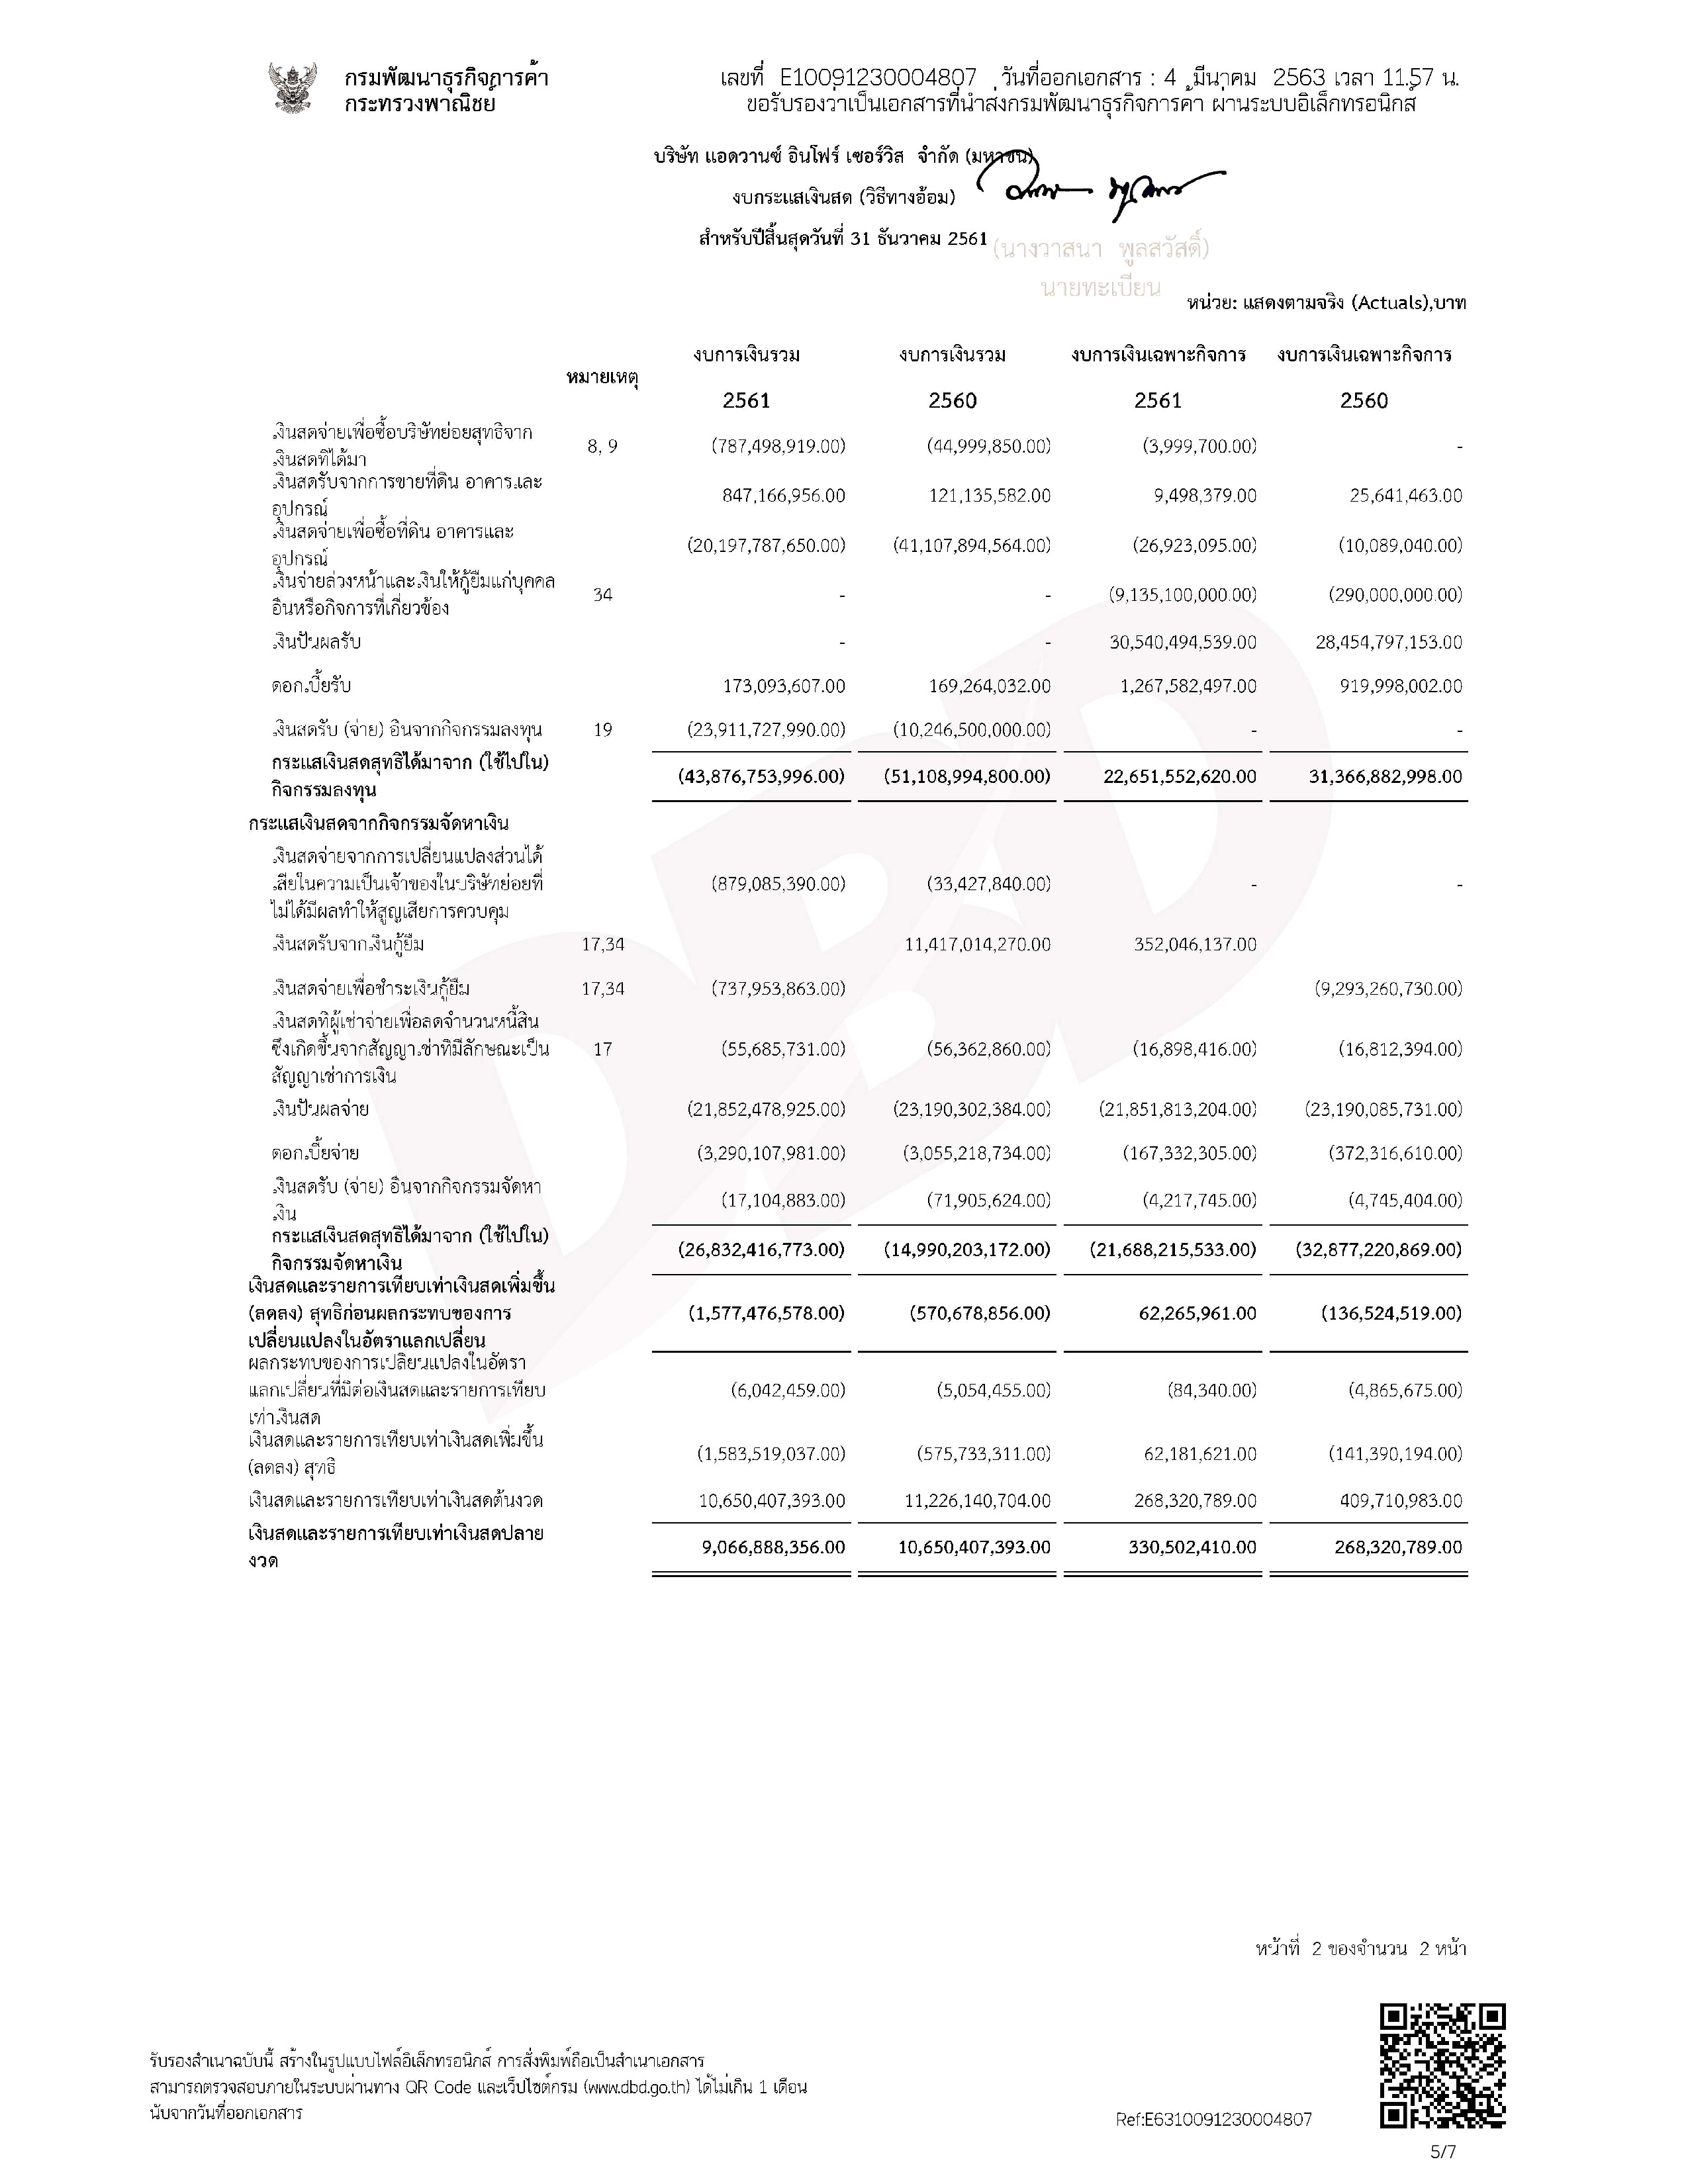 กรมพัฒนาธุรกิจการค้า
กระทรวงพาณิชย์
เลขที่ E10091230004807 วันที่ออกเอกสาร : 4 มีนาคม 2563 เวลา 11.57 น.
ขอรับรองว่าเป็นเอกสารที่นำส่งกรมพัฒนาธุรกิจการค้า ผ่านระบบอิเล็กทรอนิกส์
บริษัท แอดวานซ์ อินโฟร์ เซอร์วิส จำกัด (มหาชน)
งบกระแสเงินสด (วิธีทางอ้อม)
สำหรับปีสิ้นสุดวันที่ 31 ธันวาคม 2561
(นางวาสนา พูลสวัสดิ์)
นายทะเบียน
หน่วย: แสดงตามจริง (Actuals),บาท
งบการเงินรวม งบการเงินรวม งบการเงินเฉพาะกิจการ งบการเงินเฉพาะกิจการ
หมายเหตุ
2561 2560 2561 2560
เงินสดจ่ายเพื่อซื้อบริษัทย่อยสุทธิจาก
เงินสดที่ได้มา 8, 9 (787,498,919.00) (44,999,850.00) (3,999,700.00) -
เงินสดรับจากการขายที่ดิน อาคารและ
อุปกรณ์ 847,166,956.00 121,135,582.00 9,498,379.00 25,641,463.00
เงินสดจ่ายเพื่อซื้อที่ดิน อาคารและ
อุปกรณ์ (20,197,787,650.00) (41,107,894,564.00) (26,923,095.00) (10,089,040.00)
เงินจ่ายล่วงหน้าและเงินให้กู้ยืมแก่บุคคล
อื่นหรือกิจการที่เกี่ยวข้อง 34 - - (9,135,100,000.00) (290,000,000.00)
เงินปันผลรับ - - 30,540,494,539.00 28,454,797,153.00
ดอกเบี้ยรับ 173,093,607.00 169,264,032.00 1,267,582,497.00 919,998,002.00
เงินสดรับ (จ่าย) อื่นจากกิจกรรมลงทุน 19 (23,911,727,990.00) (10,246,500,000.00) - -
กระแสเงินสดสุทธิได้มาจาก (ใช้ไปใน)
กิจกรรมลงทุน (43,876,753,996.00) (51,108,994,800.00) 22,651,552,620.00 31,366,882,998.00
กระแสเงินสดจากกิจกรรมจัดหาเงิน
เงินสดจ่ายจากการเปลี่ยนแปลงส่วนได้
เสียในความเป็นเจ้าของในบริษัทย่อยที่ (879,085,390.00) (33,427,840.00) - -
ไม่ได้มีผลทำให้สูญเสียการควบคุม
เงินสดรับจากเงินกู้ยืม 17,34 11,417,014,270.00 352,046,137.00
เงินสดจ่ายเพื่อชำระเงินกู้ยืม 17,34 (737,953,863.00) (9,293,260,730.00)
เงินสดที่ผู้เช่าจ่ายเพื่อลดจำนวนหนี้สิน
ซึ่งเกิดขึ้นจากสัญญาเช่าที่มีลักษณะเป็น 17 (55,685,731.00) (56,362,860.00) (16,898,416.00) (16,812,394.00)
สัญญาเช่าการเงิน
เงินปันผลจ่าย (21,852,478,925.00) (23,190,302,384.00) (21,851,813,204.00) (23,190,085,731.00)
ดอกเบี้ยจ่าย (3,290,107,981.00) (3,055,218,734.00) (167,332,305.00) (372,316,610.00)
เงินสดรับ (จ่าย) อื่นจากกิจกรรมจัดหา
เงิน (17,104,883.00) (71,905,624.00) (4,217,745.00) (4,745,404.00)
กระแสเงินสดสุทธิได้มาจาก (ใช้ไปใน)
กิจกรรมจัดหาเงิน (26,832,416,773.00) (14,990,203,172.00) (21,688,215,533.00) (32,877,220,869.00)
เงินสดและรายการเทียบเท่าเงินสดเพิ่มขึ้น
(ลดลง) สุทธิก่อนผลกระทบของการ (1,577,476,578.00) (570,678,856.00) 62,265,961.00 (136,524,519.00)
เปลี่ยนแปลงในอัตราแลกเปลี่ยน
ผลกระทบของการเปลี่ยนแปลงในอัตรา
แลกเปลี่ยนที่มีต่อเงินสดและรายการเทียบ (6,042,459.00) (5,054,455.00) (84,340.00) (4,865,675.00)
เท่าเงินสด
เงินสดและรายการเทียบเท่าเงินสดเพิ่มขึ้น
(ลดลง) สุทธิ (1,583,519,037.00) (575,733,311.00) 62,181,621.00 (141,390,194.00)
เงินสดและรายการเทียบเท่าเงินสดต้นงวด 10,650,407,393.00 11,226,140,704.00 268,320,789.00 409,710,983.00
เงินสดและรายการเทียบเท่าเงินสดปลาย
งวด 9,066,888,356.00 10,650,407,393.00 330,502,410.00 268,320,789.00
หน้าที่ 2 ของจำนวน 2 หน้า
รับรองสำเนาฉบับนี้ สร้างในรูปแบบไฟล์อิเล็กทรอนิกส์ การสั่งพิมพ์ถือเป็นสำเนาเอกสาร
สามารถตรวจสอบภายในระบบผ่านทาง QR Code และเว็ปไซต์กรม (www.dbd.go.th) ได้ไม่เกิน 1 เดือน
นับจากวันที่ออกเอกสาร
Ref:E6310091230004807
5/7
DBD